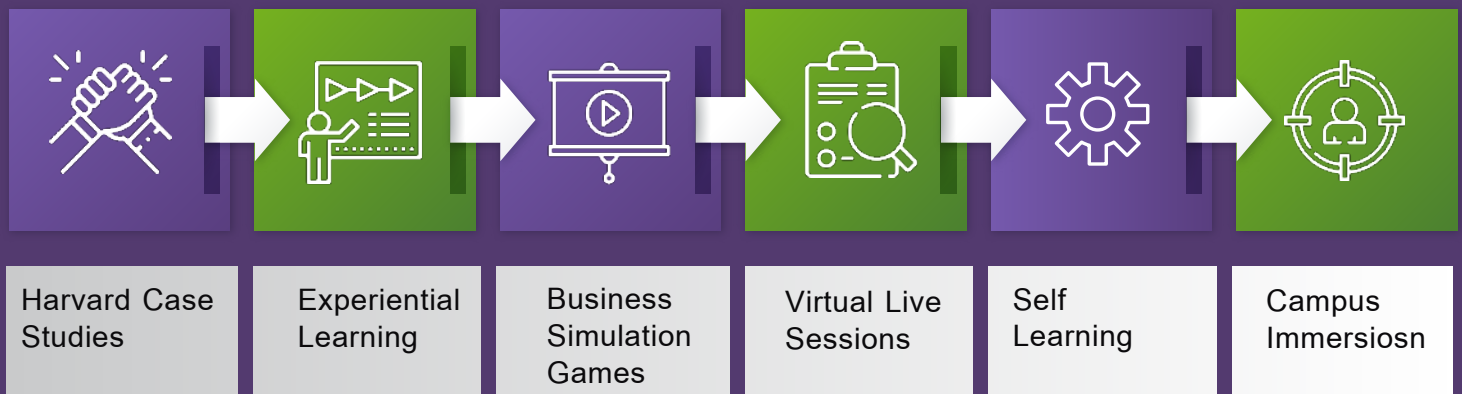 Harvard Case
Studies
Experiential
Learning
Business
Simulation
Games
Virtual Live
Sessions
Self
Learning
Campus
Immersiosn